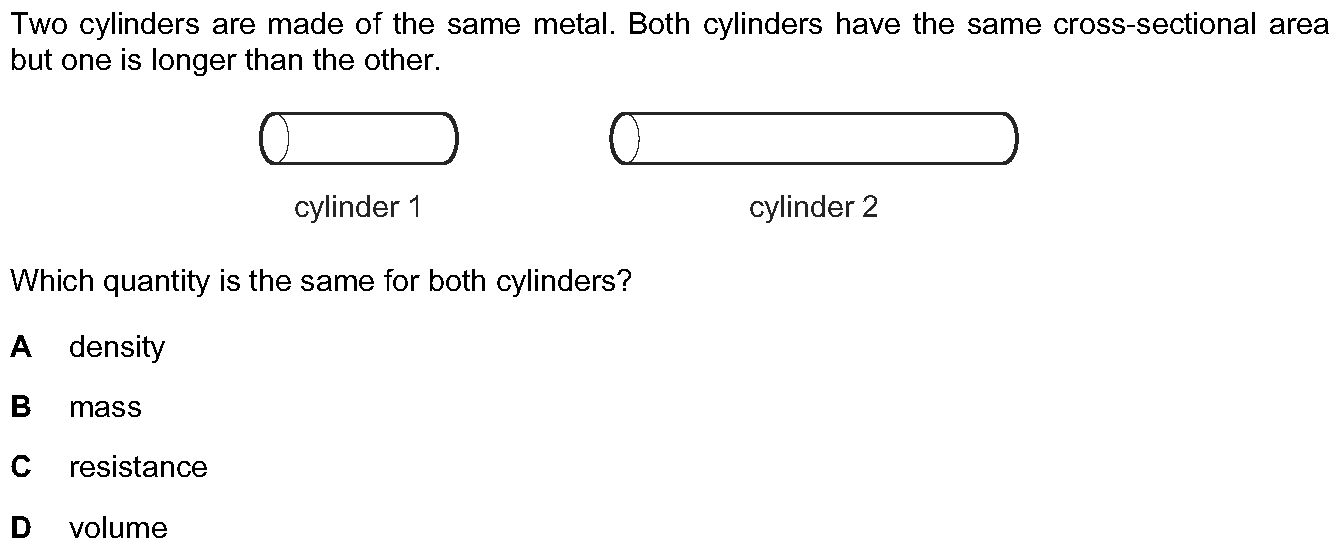 Two cylinders are made of the same metal. Both cylinders have the same cross-sectional area
but one is longer than the other.
cylinder 1 cylinder 2
Which quantity is the same for both cylinders?
A density
B mass
C resistance
D volume